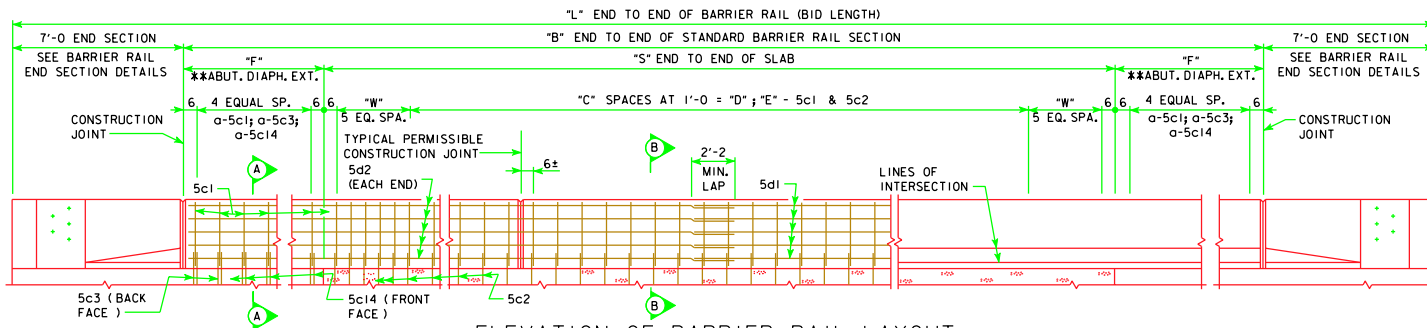 "L" END TO END OF BARRIER RAIL (BID LENGTH)
7'-0 END SECTION
"B" END TO END OF STANDARD BARRIER RAIL SECTION
7'-0 END SECTION
SEE BARRIER RAIL
END SECTION DETAILS
"F"
**ABUT. DIAPH. EXT.
"S" END TO END OF SLAB
"F"
**ABUT. DIAPH. EXT.
SEE BARRIER RAIL
END SECTION DETAILS
6
4 EQUAL SP.
a-5c1; a-5c3;
a-5c14
6
6
"W"
5 EQ. SPA.
"C" SPACES AT 1'-0 = "D" ; "E" - 5c1 & 5c2
"W"
5 EQ. SPA.
6
6
4 EQUAL SP.
a-5c1; a-5c3;
a-5c14
6
CONSTRUCTION
JOINT
TYPICAL PERMISSIBLE
CONSTRUCTION JOINT
CONSTRUCTION
JOINT
A
5c1
5d2
(EACH END)
6±
B
2'-2
MIN.
LAP
5d1
LINES OF
INTERSECTION
5c3 ( BACK
FACE )
A
5c14 ( FRONT
FACE )
5c2
B
ELEVATION OF BARRIER RAIL LAYOUT